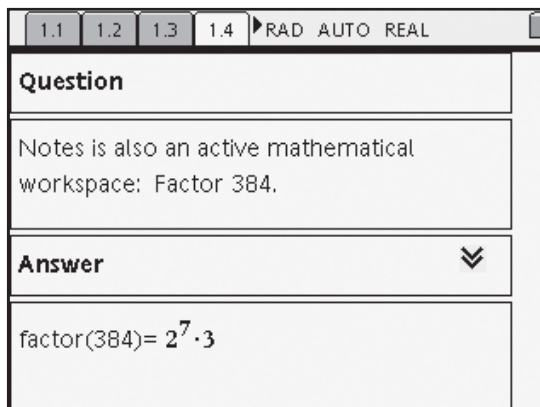 1.1 1.2 1.3 1.4 RAD AUTO REAL
Question
Notes is also an active mathematical
workspace: Factor 384.
Answer
factor(384)= 2⁷·3